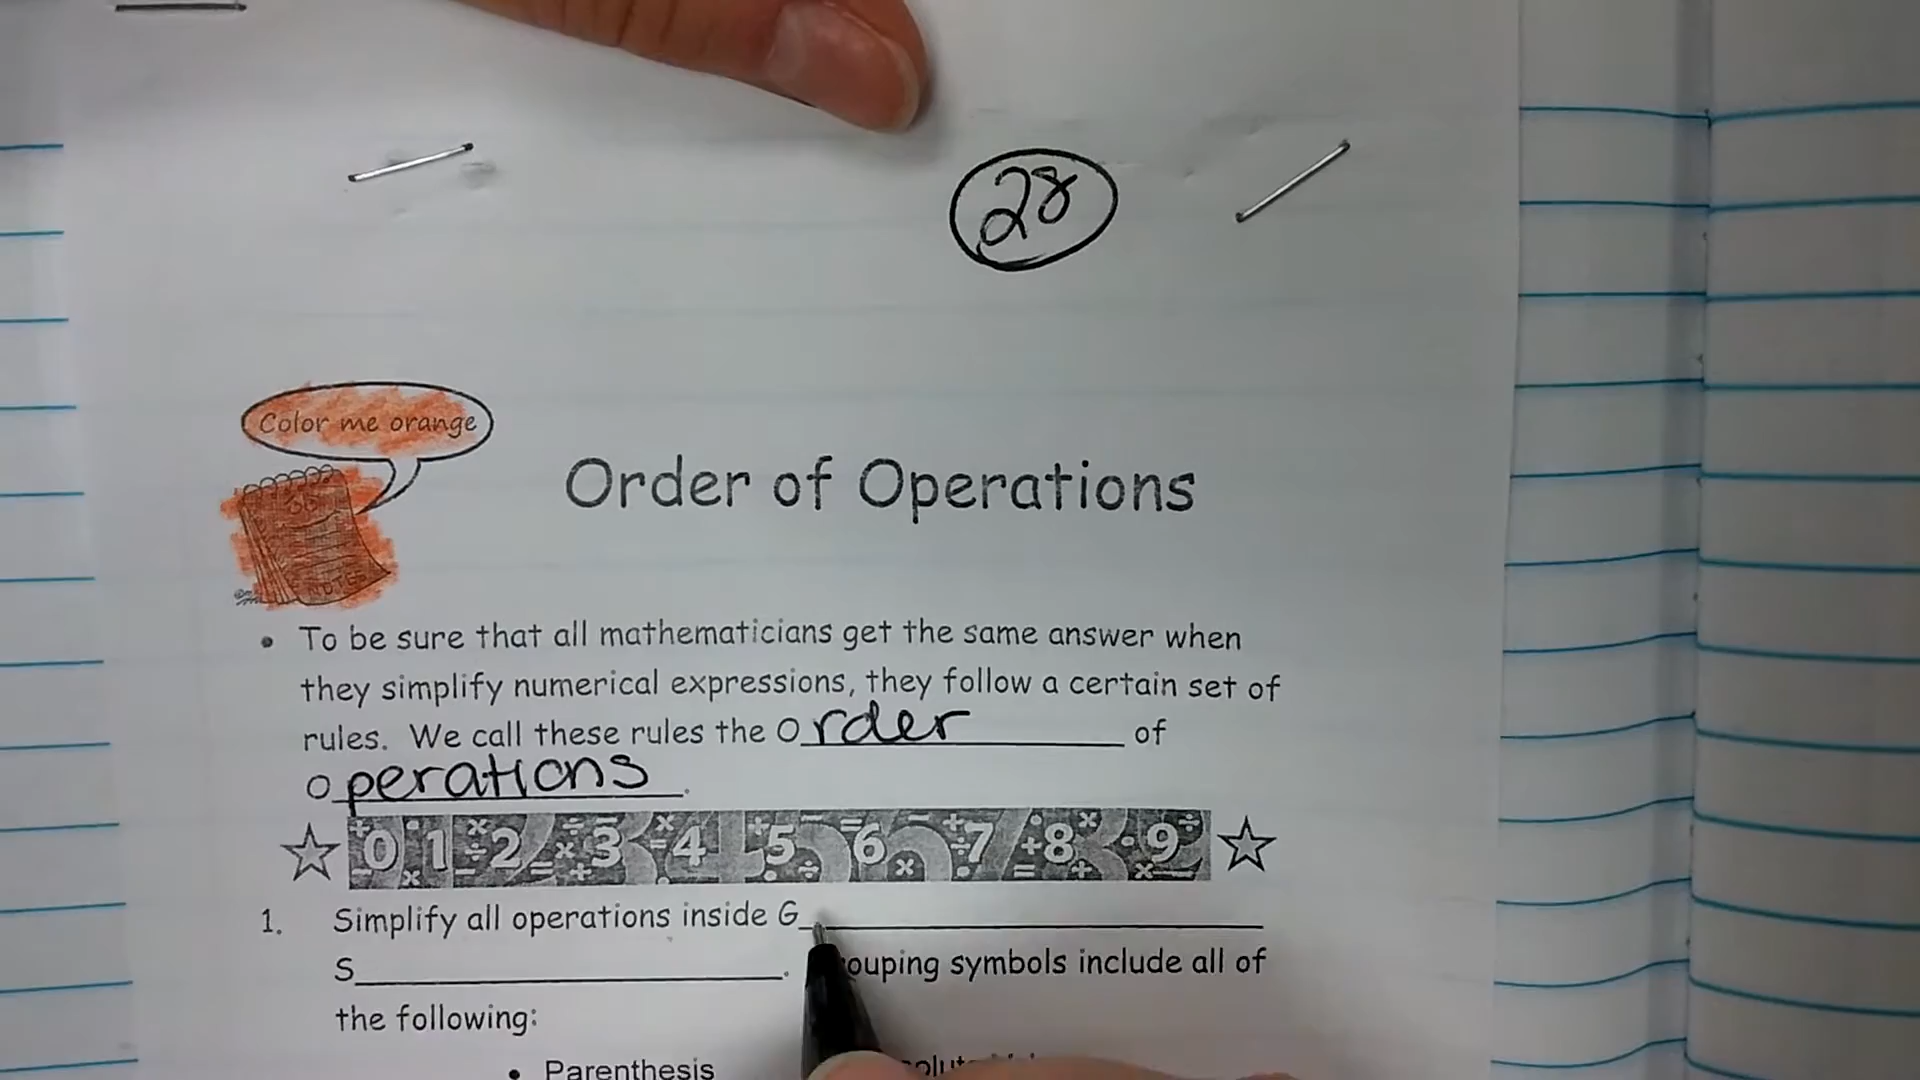 28
Color me orange
Order of Operations
• To be sure that all mathematicians get the same answer when
they simplify numerical expressions, they follow a certain set of
rules. We call these rules the Order of
Operations.
0 1 2 3 4 5 6 7 8 9
1. Simplify all operations inside G
S . ouping symbols include all of
the following:
• Parenthesis